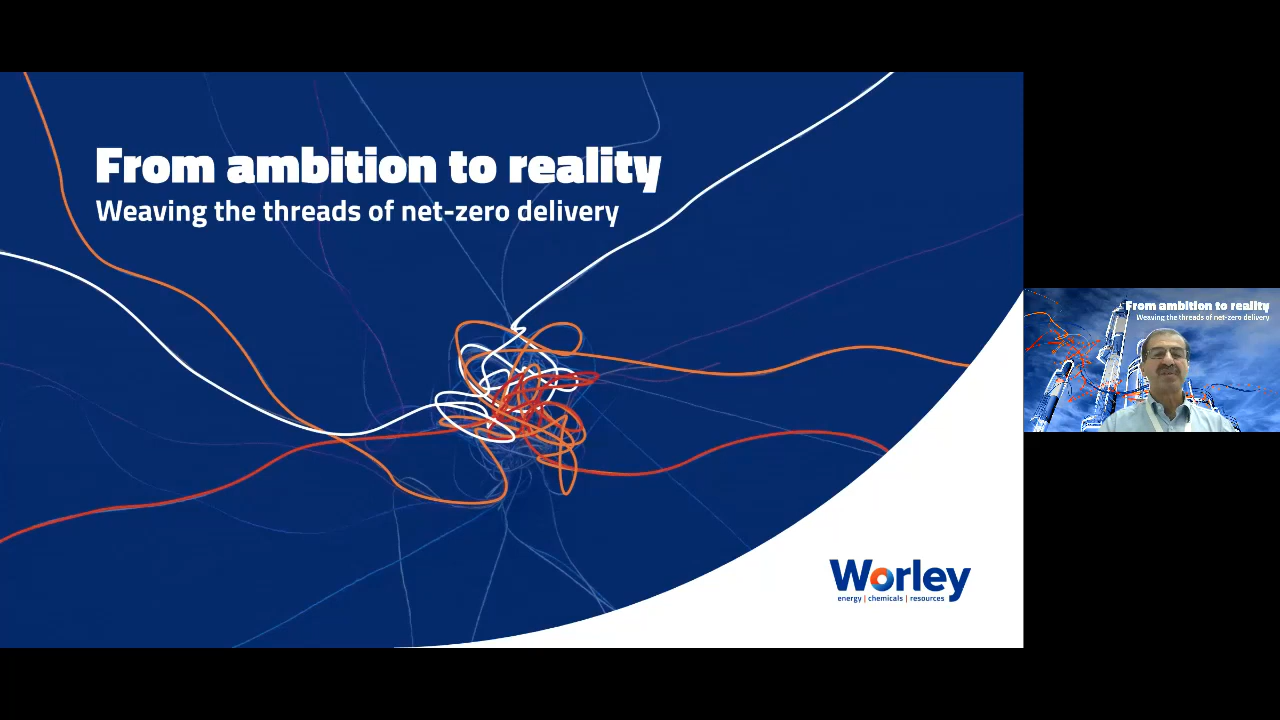 From ambition to reality
Weaving the threads of net-zero delivery
Worley
energy | chemicals | resources
From ambition to reality
Weaving the threads of net-zero delivery